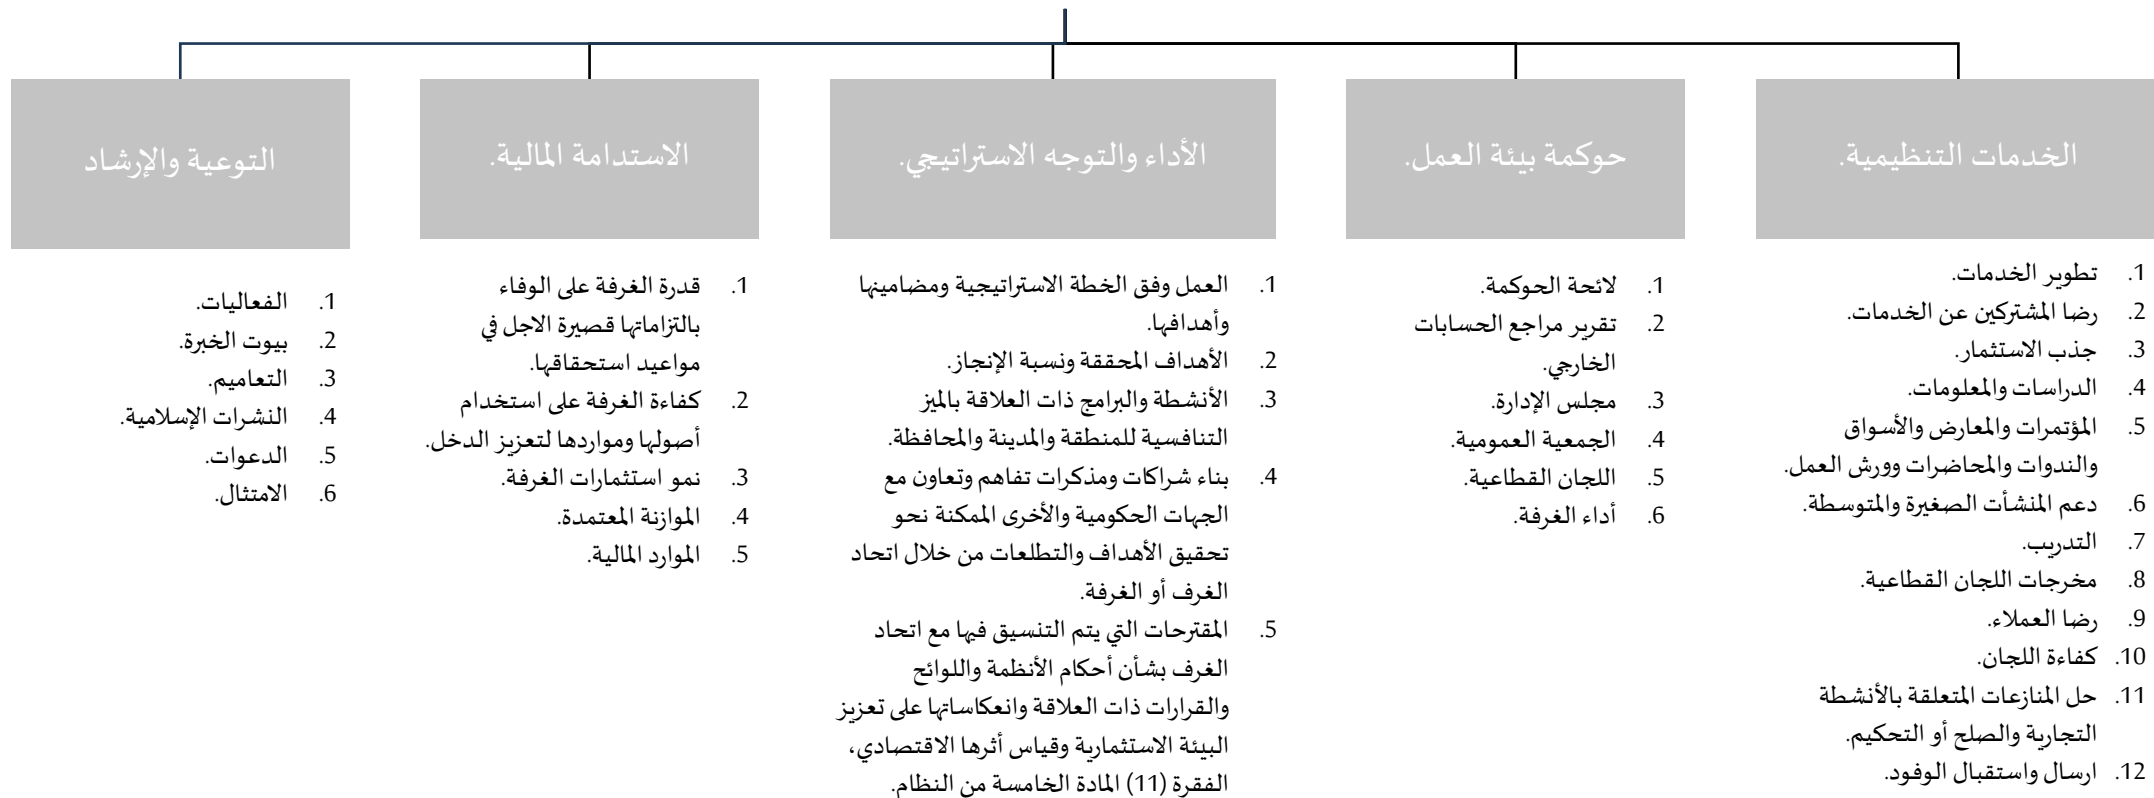 الخدمات التنظيمية.
1. تطوير الخدمات.
2. رضا المشتركين عن الخدمات.
3. جذب الاستثمار.
4. الدراسات والمعلومات.
5. المؤتمرات والمعارض والأسواق
والندوات والمحاضرات وورش العمل.
6. دعم المنشأت الصغيرة والمتوسطة.
7. التدريب.
8. مخرجات اللجان القطاعية.
9. رضا العملاء.
10. كفاءة اللجان.
11. حل المنازعات المتعلقة بالأنشطة
التجارية والصلح أو التحكيم.
12. ارسال واستقبال الوفود.
حوكمة بيئة العمل.
1. لائحة الحوكمة.
2. تقرير مراجع الحسابات
الخارجي.
3. مجلس الإدارة.
4. الجمعية العمومية.
5. اللجان القطاعية.
6. أداء الغرفة.
الأداء والتوجه الاستراتيجي.
1. العمل وفق الخطة الاستراتيجية ومضامينها
وأهدافها.
2. الأهداف المحققة ونسبة الإنجاز.
3. الأنشطة والبرامج ذات العلاقة بالميز
التنافسية للمنطقة والمدينة والمحافظة.
4. بناء شراكات ومذكرات تفاهم وتعاون مع
الجهات الحكومية والأخرى الممكنة نحو
تحقيق الأهداف والتطلعات من خلال اتحاد
الغرف أو الغرفة.
5. المقترحات التي يتم التنسيق فيها مع اتحاد
الغرف بشأن أحكام الأنظمة واللوائح
والقرارات ذات العلاقة وانعكاساتها على تعزيز
البيئة الاستثمارية وقياس أثرها الاقتصادي،
الفقرة (11) المادة الخامسة من النظام.
الاستدامة المالية.
1. قدرة الغرفة على الوفاء
بالتزاماتها قصيرة الاجل في
مواعيد استحقاقها.
2. كفاءة الغرفة على استخدام
أصولها ومواردها لتعزيز الدخل.
3. نمو استثمارات الغرفة.
4. الموازنة المعتمدة.
5. الموارد المالية.
التوعية والإرشاد
1. الفعاليات.
2. بيوت الخبرة.
3. التعاميم.
4. النشرات الإسلامية.
5. الدعوات.
6. الامتثال.